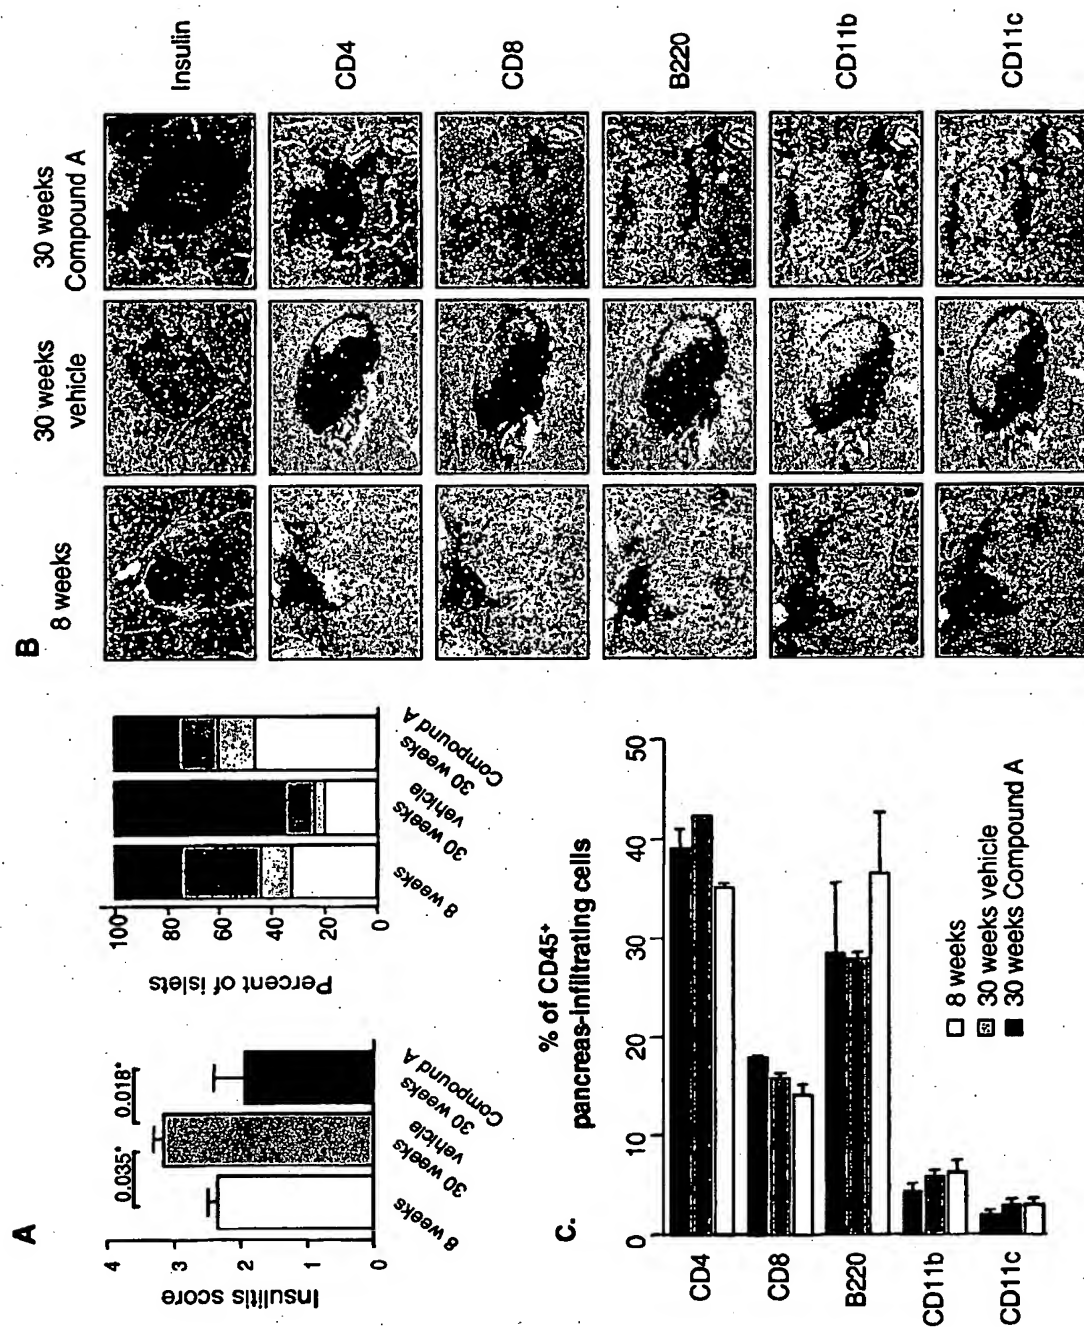 A
Insulitis score
4
3
2
1
0
0.035*
0.018*
8 weeks
30 weeks
vehicle
30 weeks
Compound A
Percent of islets
100
80
60
40
20
0
8 weeks
30 weeks
vehicle
30 weeks
Compound A
B
8 weeks
30 weeks
vehicle
30 weeks
Compound A
Insulin
CD4
CD8
B220
CD11b
CD11c
C.
% of CD45+
pancreas-infiltrating cells
0
10
20
30
40
50
CD4
CD8
B220
CD11b
CD11c
8 weeks
30 weeks vehicle
30 weeks Compound A